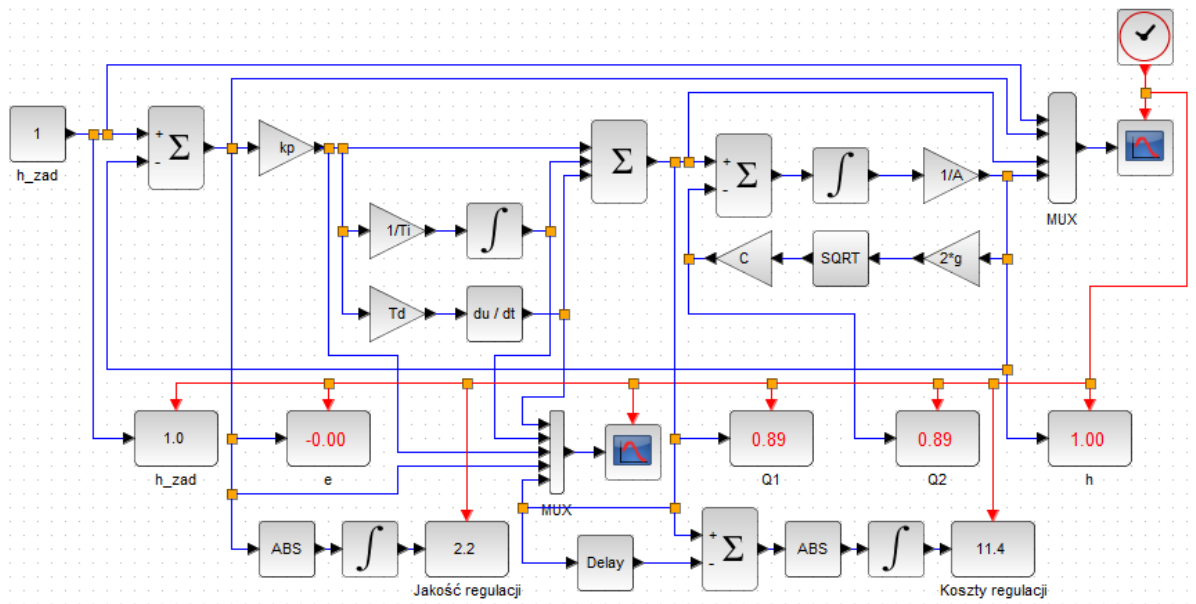 1
h_zad
+
-
Σ
kp
1/Ti
∫
Td
du / dt
Σ
+
-
Σ
∫
1/A
C
SQRT
2*g
MUX
1.0
h_zad
-0.00
e
MUX
0.89
Q1
0.89
Q2
1.00
h
ABS
∫
2.2
Jakość regulacji
Delay
+
-
Σ
ABS
∫
11.4
Koszty regulacji